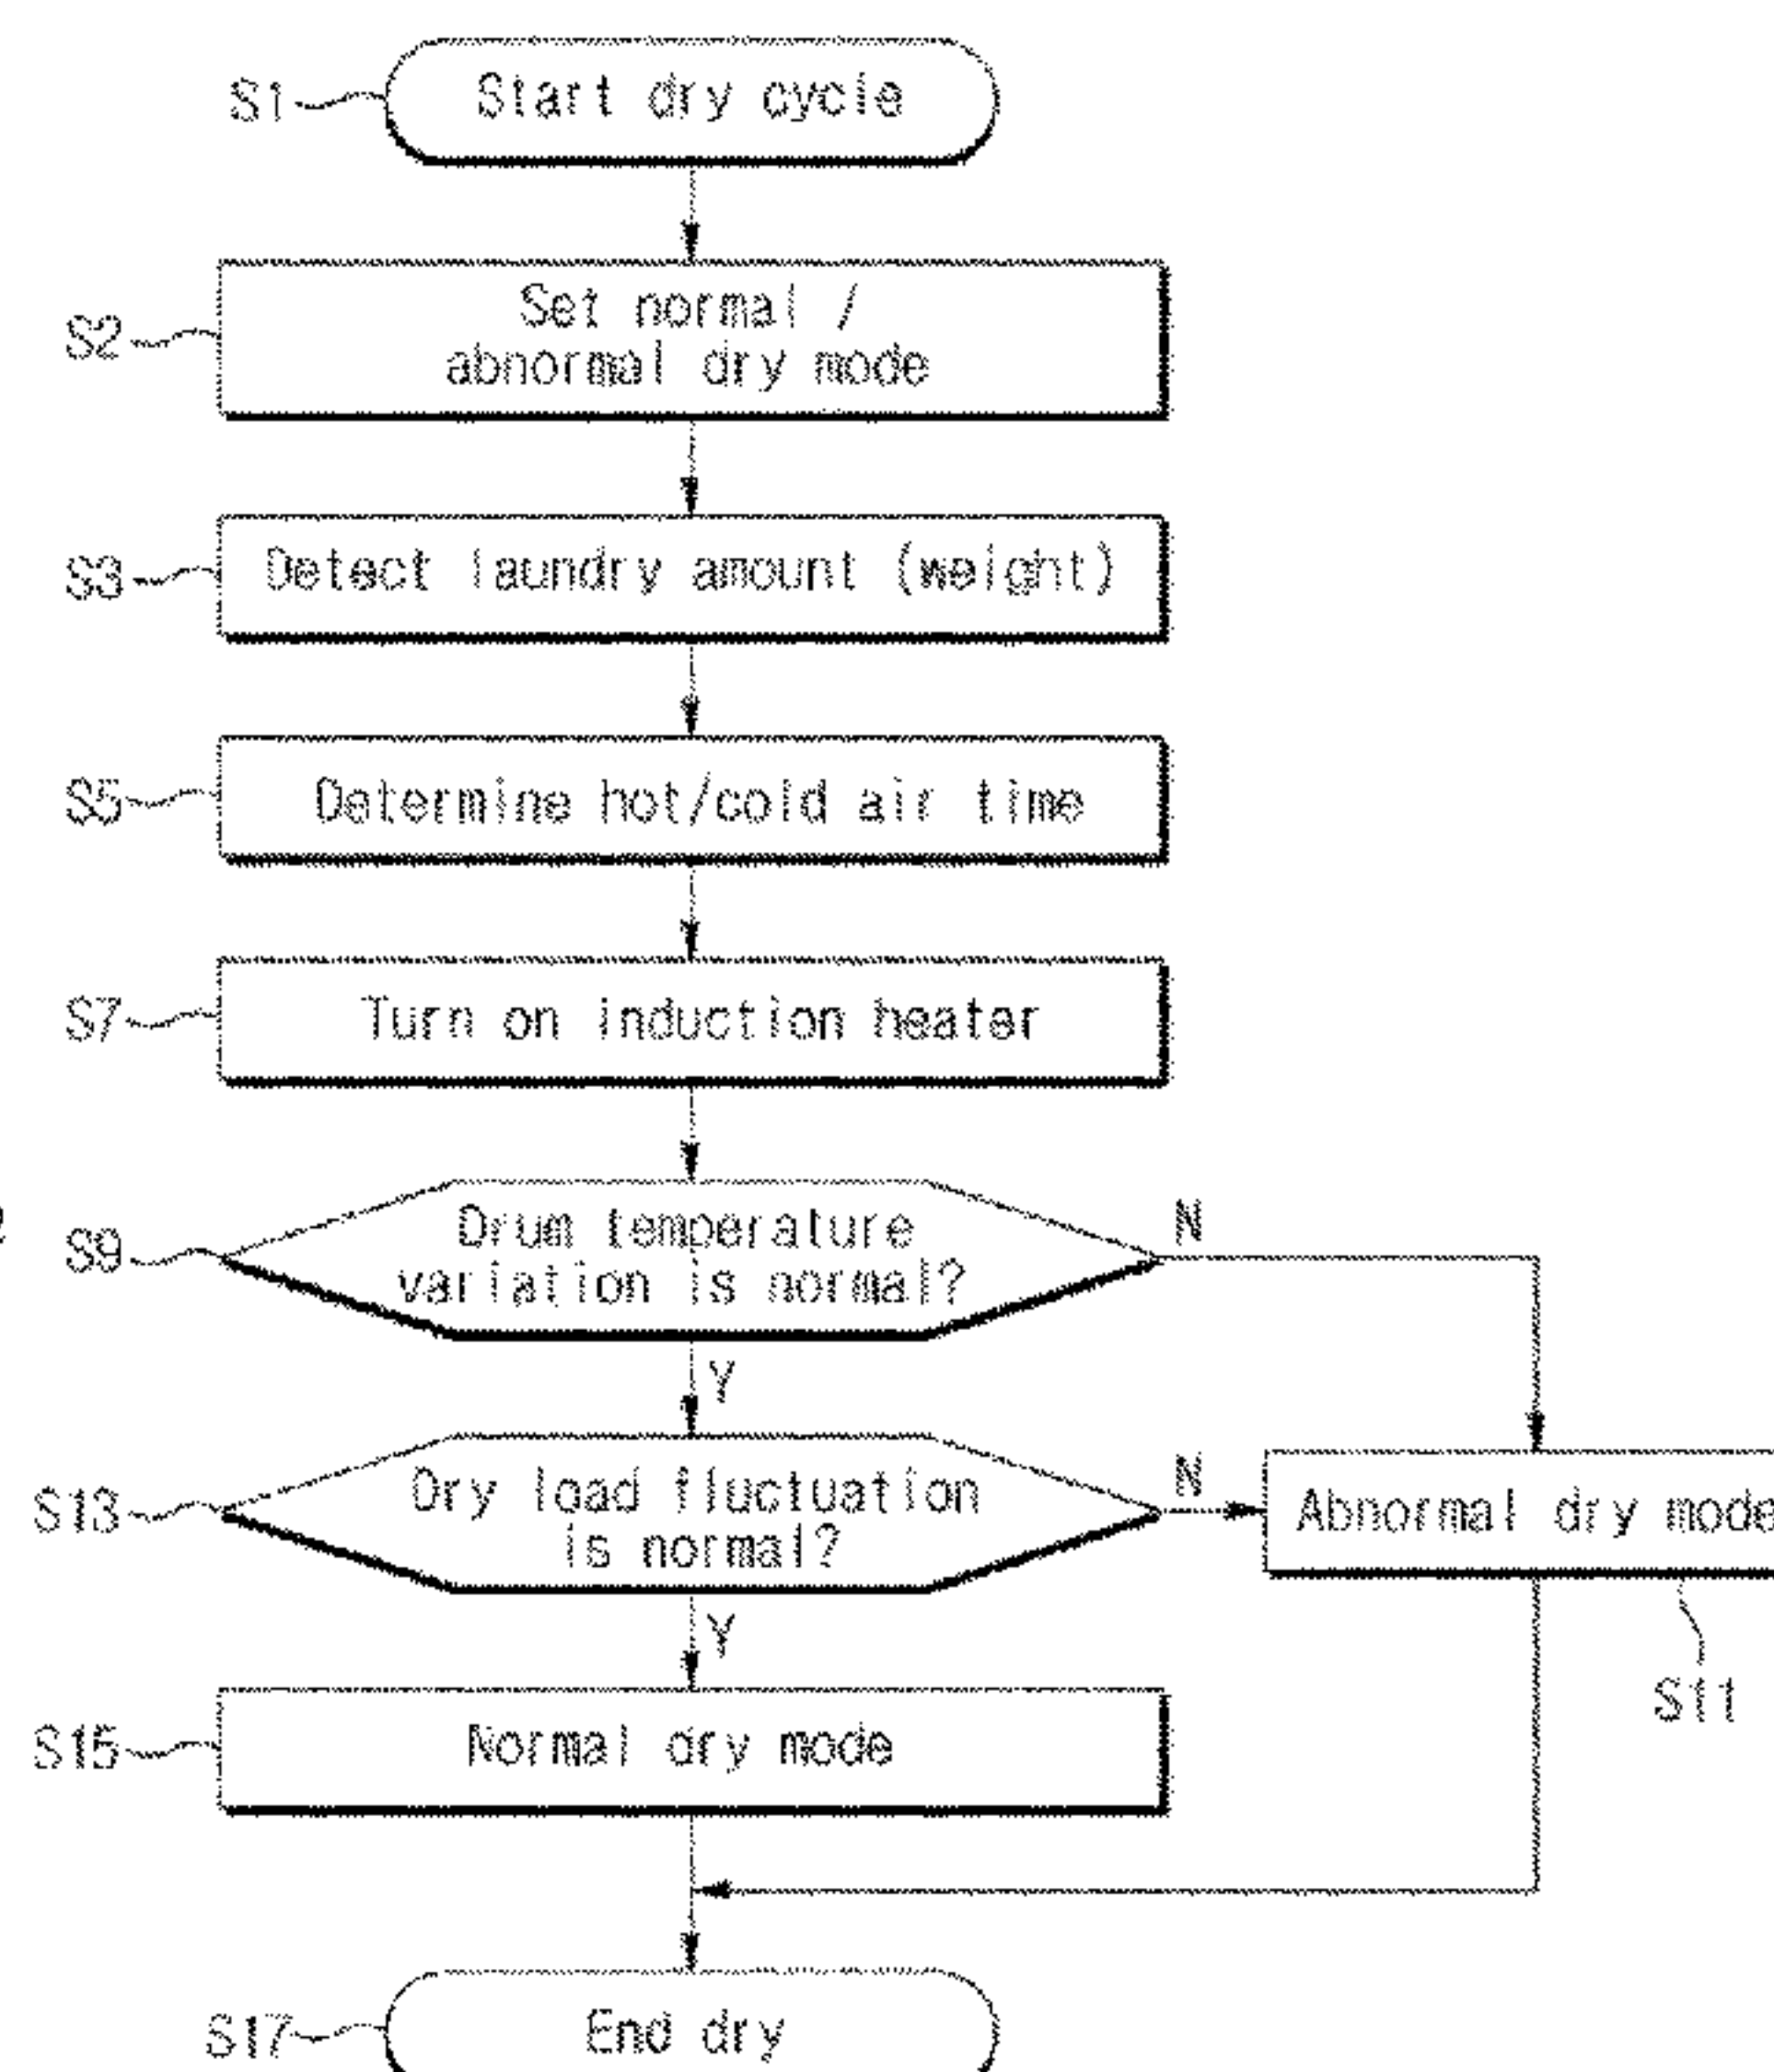 S1
Start dry cycle
S2
Set normal /
abnormal dry mode
S3
Detect laundry amount (weight)
S5
Determine hot/cold air time
S7
Turn on induction heater
S9
Drum temperature
variation is normal?
N
Y
S13
Dry load fluctuation
is normal?
N
Abnormal dry mode
S11
Y
S15
Normal dry mode
S17
End dry